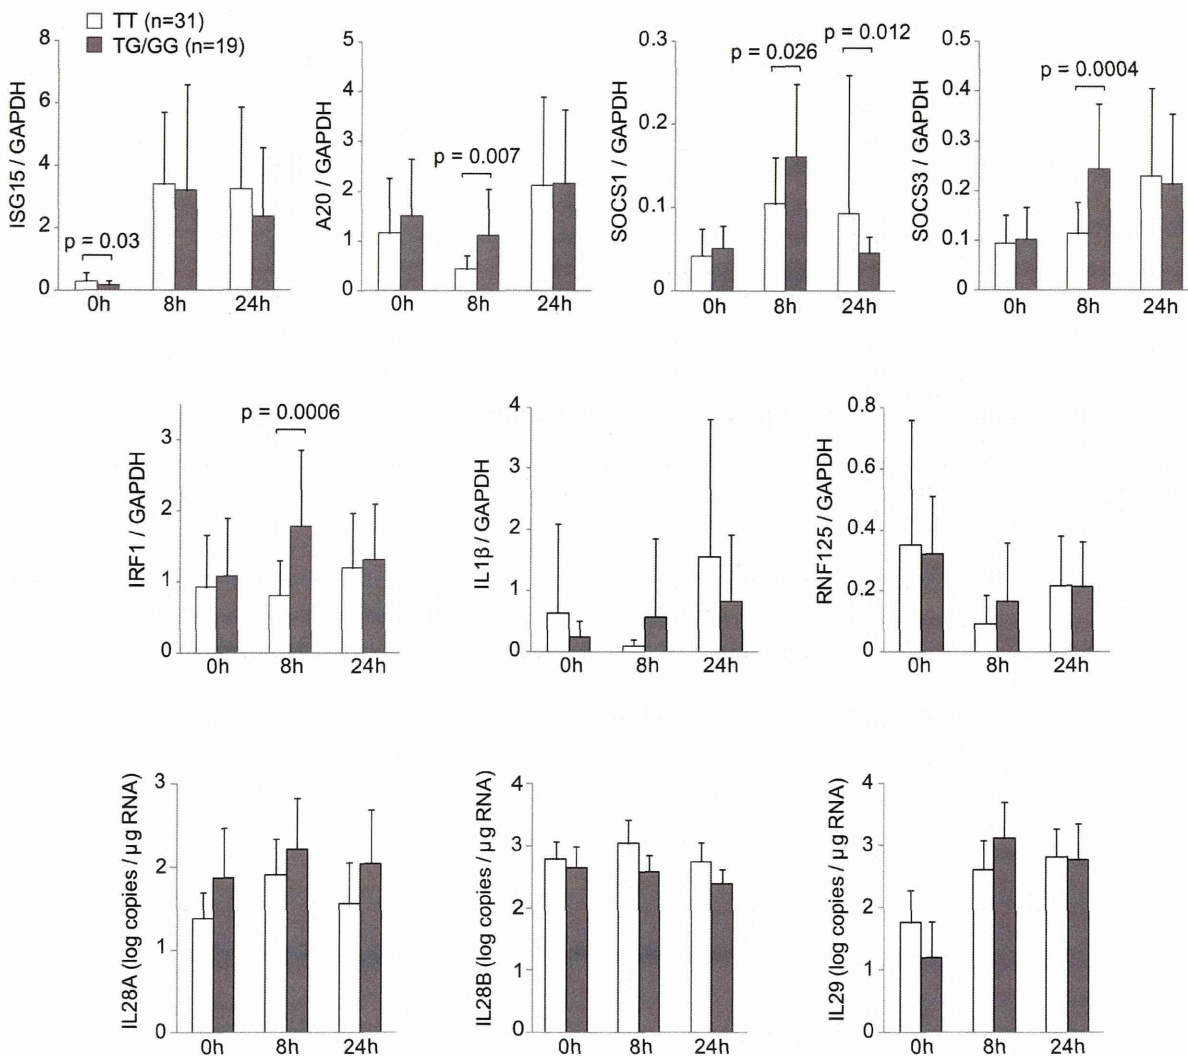 TT (n=31)
TG/GG (n=19)
ISG15 / GAPDH
8
6
4
2
0
p = 0.03
0h
8h
24h
A20 / GAPDH
5
4
3
2
1
0
p = 0.007
0h
8h
24h
SOCS1 / GAPDH
0.3
0.2
0.1
0
p = 0.026
p = 0.012
0h
8h
24h
SOCS3 / GAPDH
0.5
0.4
0.3
0.2
0.1
0
p = 0.0004
0h
8h
24h
IRF1 / GAPDH
3
2
1
0
p = 0.0006
0h
8h
24h
IL1β / GAPDH
4
3
2
1
0
0h
8h
24h
RNF125 / GAPDH
0.8
0.6
0.4
0.2
0
0h
8h
24h
IL28A (log copies / μg RNA)
3
2
1
0
0h
8h
24h
IL28B (log copies / μg RNA)
4
3
2
1
0
0h
8h
24h
IL29 (log copies / μg RNA)
4
3
2
1
0
0h
8h
24h